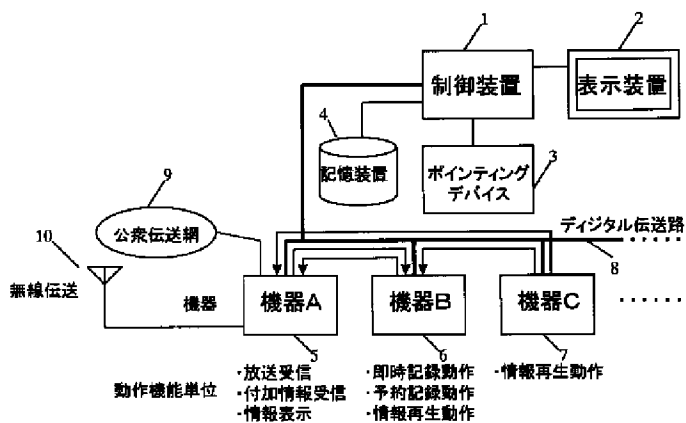 1
2
制御装置
表示装置
4
記憶装置
ポインティング
デバイス
3
9
公衆伝送網
10
ディジタル伝送路
8
無線伝送
機器
機器A
機器B
機器C
5
6
7
動作機能単位
・放送受信
・付加情報受信
・情報表示
・即時記録動作
・予約記録動作
・情報再生動作
・情報再生動作